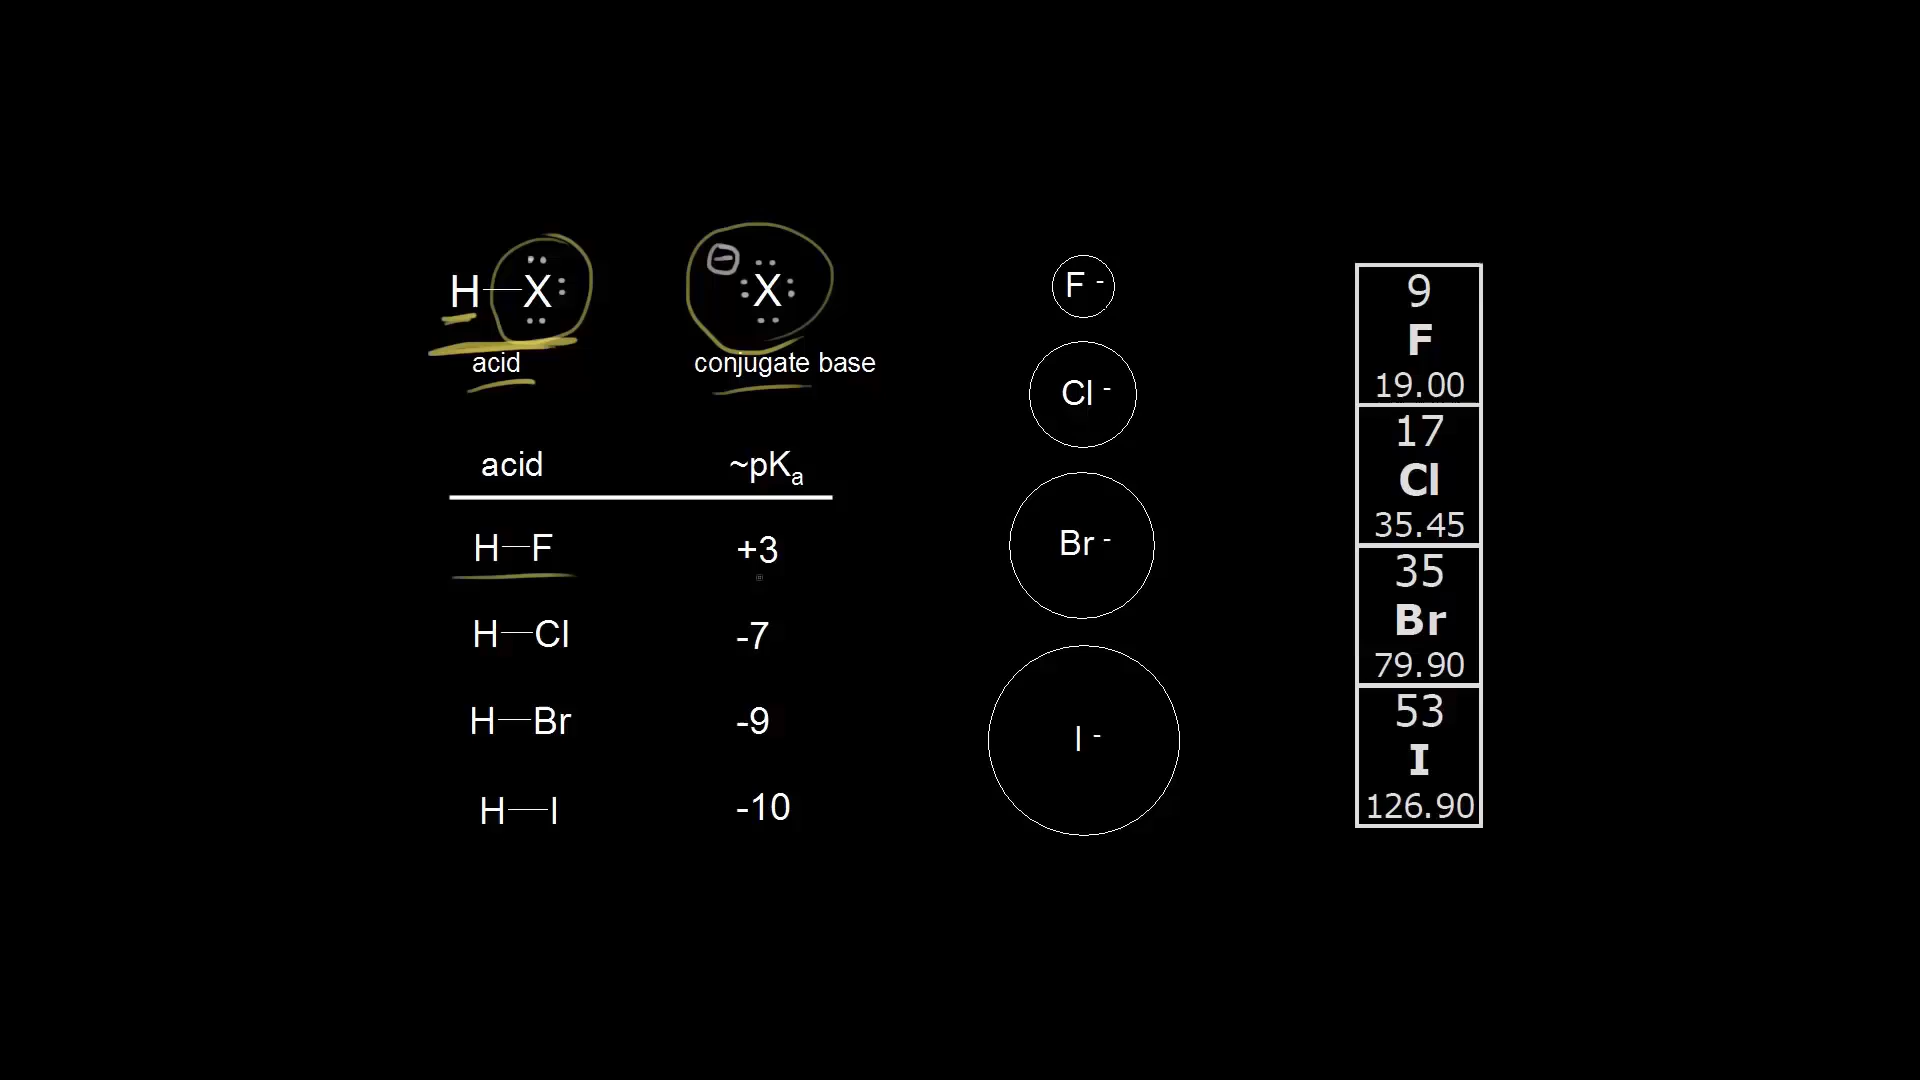 H—X
⊖
X
acid
conjugate base
acid
~pKa
H—F
+3
H—Cl
-7
H—Br
-9
H—I
-10
F -
Cl -
Br -
I -
9
F
19.00
17
Cl
35.45
35
Br
79.90
53
I
126.90